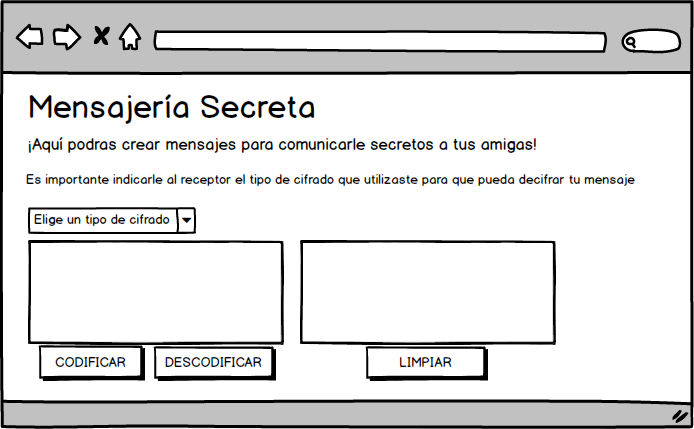 Mensajería Secreta
¡Aquí podras crear mensajes para comunicarle secretos a tus amigas!
Es importante indicarle al receptor el tipo de cifrado que utilizaste para que pueda decifrar tu mensaje
Elige un tipo de cifrado
CODIFICAR DESCODIFICAR LIMPIAR